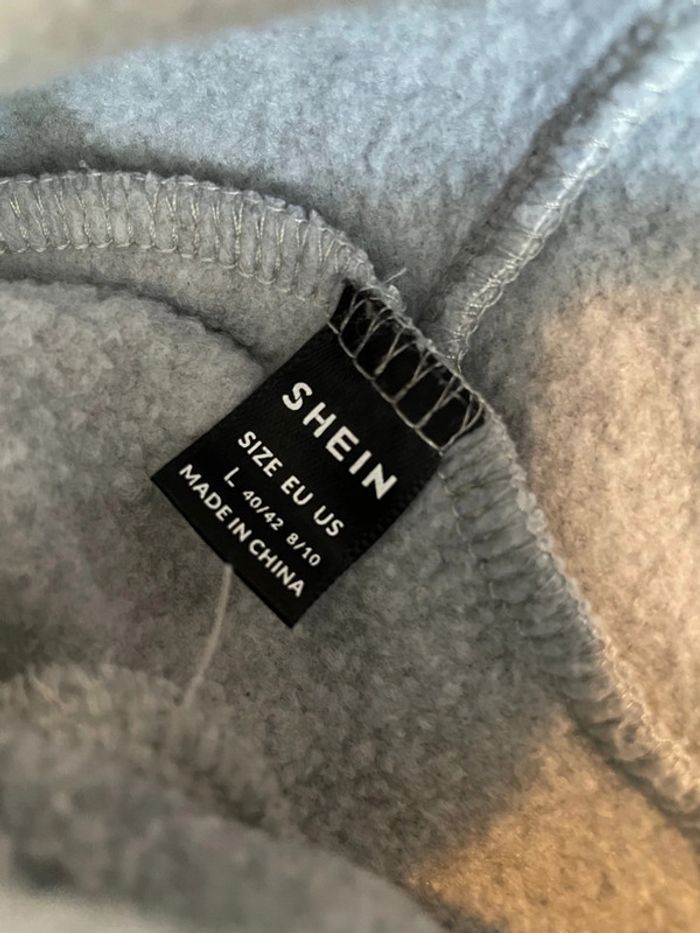 SHEIN
SIZE EU US
L 40/42 8/10
MADE IN CHINA